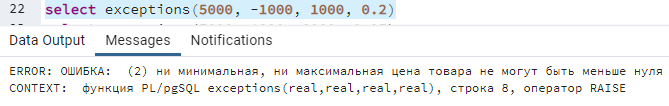 22 select exceptions(5000, -1000, 1000, 0.2)
Data Output Messages Notifications
ERROR: ОШИБКА: (2) ни минимальная, ни максимальная цена товара не могут быть меньше нуля
CONTEXT: функция PL/pgSQL exceptions(real,real,real,real), строка 8, оператор RAISE